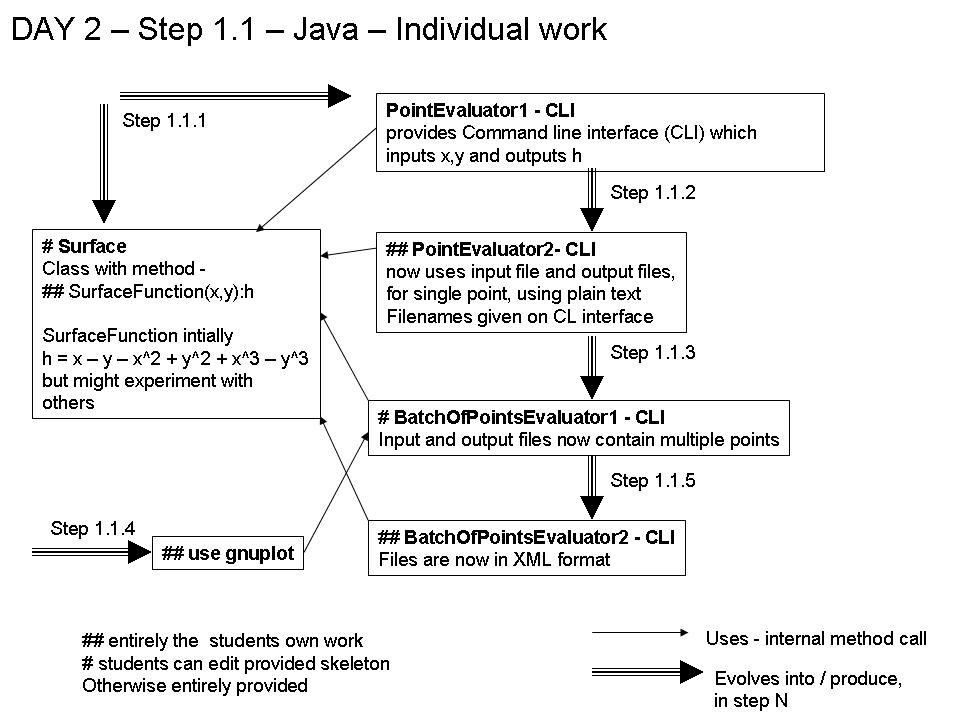 DAY 2 – Step 1.1 – Java – Individual work
Step 1.1.1
PointEvaluator1 - CLI
provides Command line interface (CLI) which
inputs x,y and outputs h
Step 1.1.2
# Surface
Class with method -
## SurfaceFunction(x,y):h
SurfaceFunction intially
h = x – y – x^2 + y^2 + x^3 – y^3
but might experiment with
others
## PointEvaluator2- CLI
now uses input file and output files,
for single point, using plain text
Filenames given on CL interface
Step 1.1.3
# BatchOfPointsEvaluator1 - CLI
Input and output files now contain multiple points
Step 1.1.5
Step 1.1.4
## use gnuplot
## BatchOfPointsEvaluator2 - CLI
Files are now in XML format
## entirely the  students own work
# students can edit provided skeleton
Otherwise entirely provided
Uses - internal method call
Evolves into / produce,
in step N